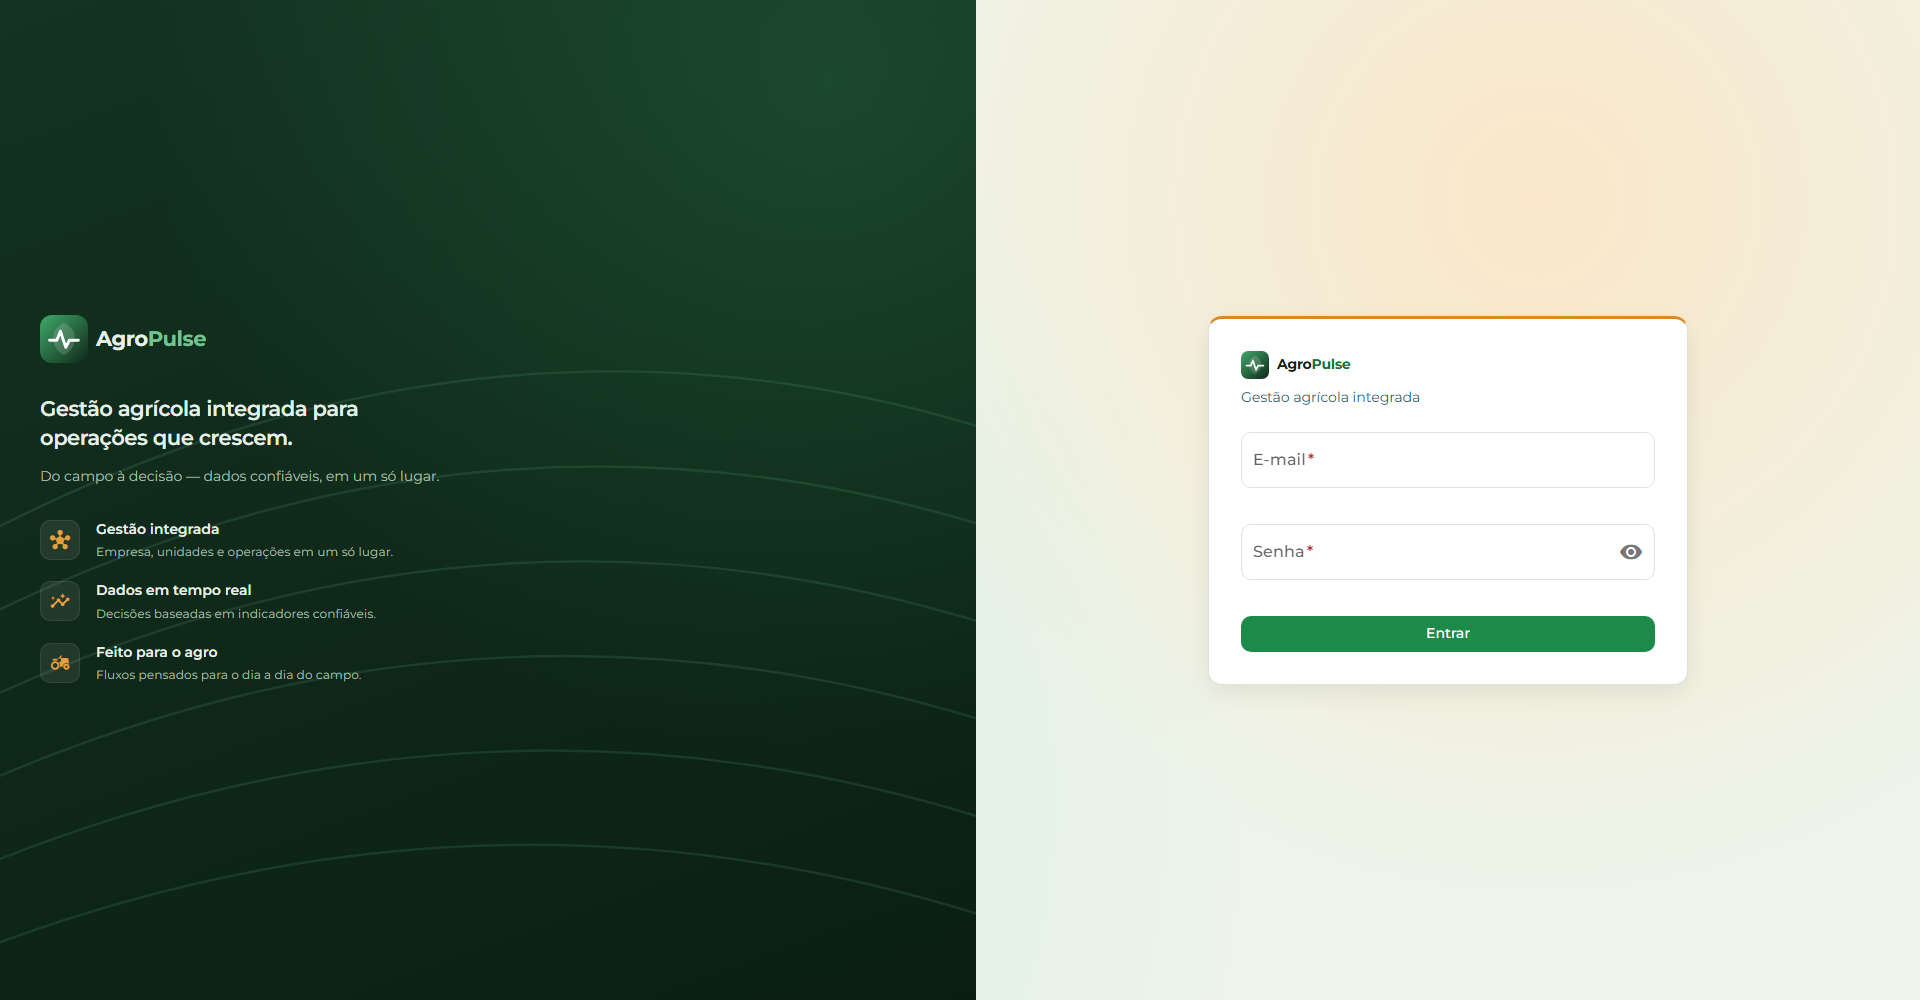 AgroPulse
Gestão agrícola integrada para
operações que crescem.
Do campo à decisão — dados confiáveis, em um só lugar.
Gestão integrada
Empresa, unidades e operações em um só lugar.
Dados em tempo real
Decisões baseadas em indicadores confiáveis.
Feito para o agro
Fluxos pensados para o dia a dia do campo.
AgroPulse
Gestão agrícola integrada
E-mail*
Senha*
Entrar